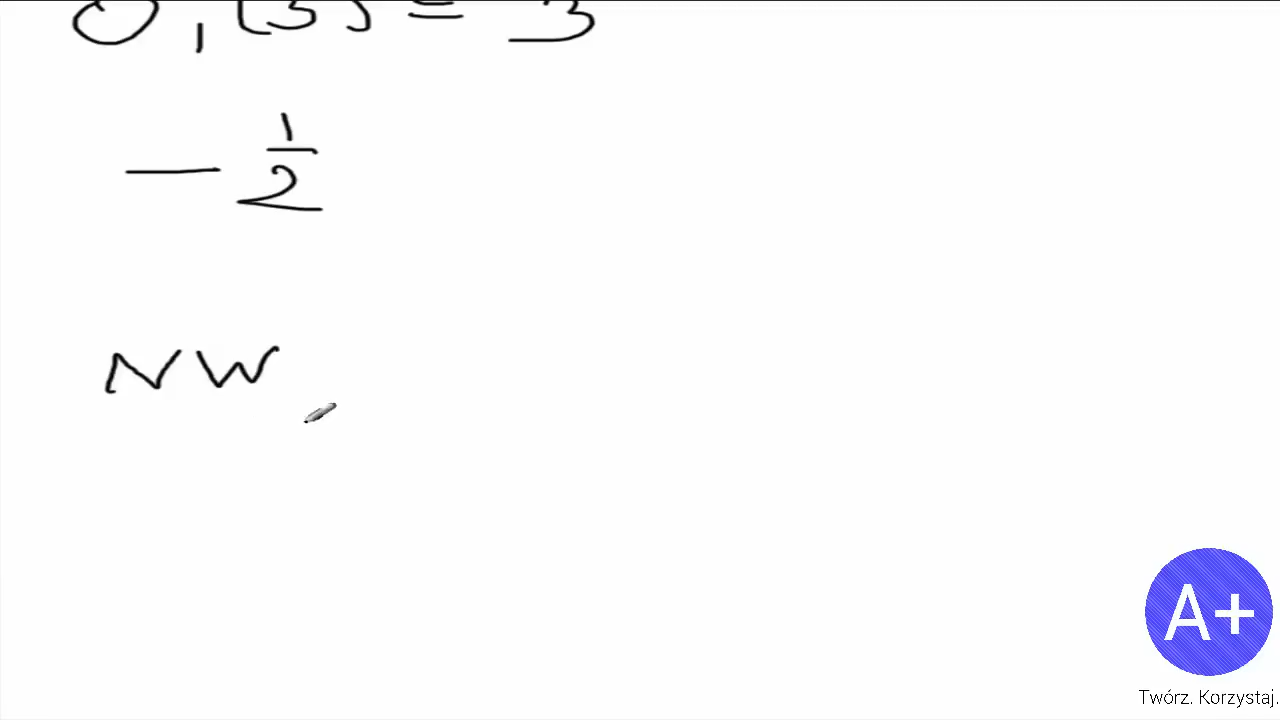 0,(3) = 3
- 1/2
NW
A+
Twórz. Korzystaj.